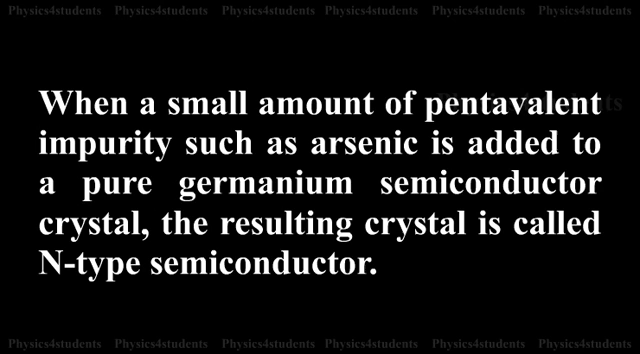 Physics4students Physics4students Physics4students Physics4students Physics4students Physics4students
When a small amount of pentavalent
impurity such as arsenic is added to
a pure germanium semiconductor
crystal, the resulting crystal is called
N-type semiconductor.
Physics4students Physics4students Physics4students Physics4students Physics4students Physics4students